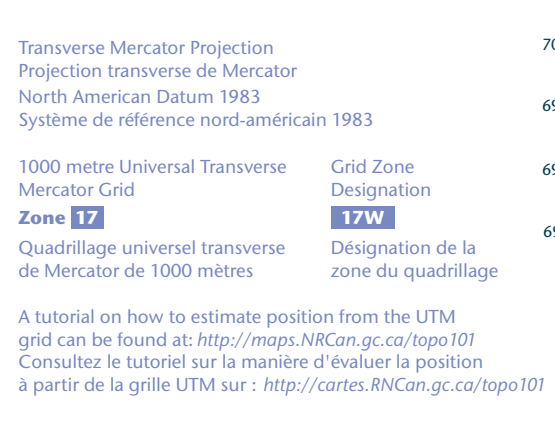 Transverse Mercator Projection
Projection transverse de Mercator
North American Datum 1983
Système de référence nord-américain 1983
1000 metre Universal Transverse
Mercator Grid
Zone 17
Quadrillage universel transverse
de Mercator de 1000 mètres
Grid Zone
Designation
17W
Désignation de la
zone du quadrillage
A tutorial on how to estimate position from the UTM
grid can be found at: http://maps.NRCan.gc.ca/topo101
Consultez le tutoriel sur la manière d'évaluer la position
à partir de la grille UTM sur : http://cartes.RNCan.gc.ca/topo101
70
69
69
69